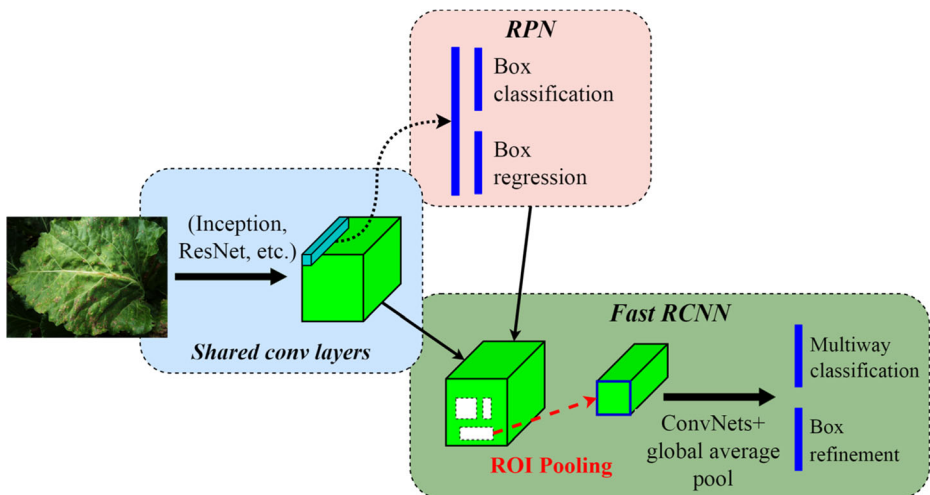 RPN
Box
classification
Box
regression
(Inception,
ResNet, etc.)
Shared conv layers
Fast RCNN
Multiway
classification
ConvNets+
global average
pool
Box
refinement
ROI Pooling